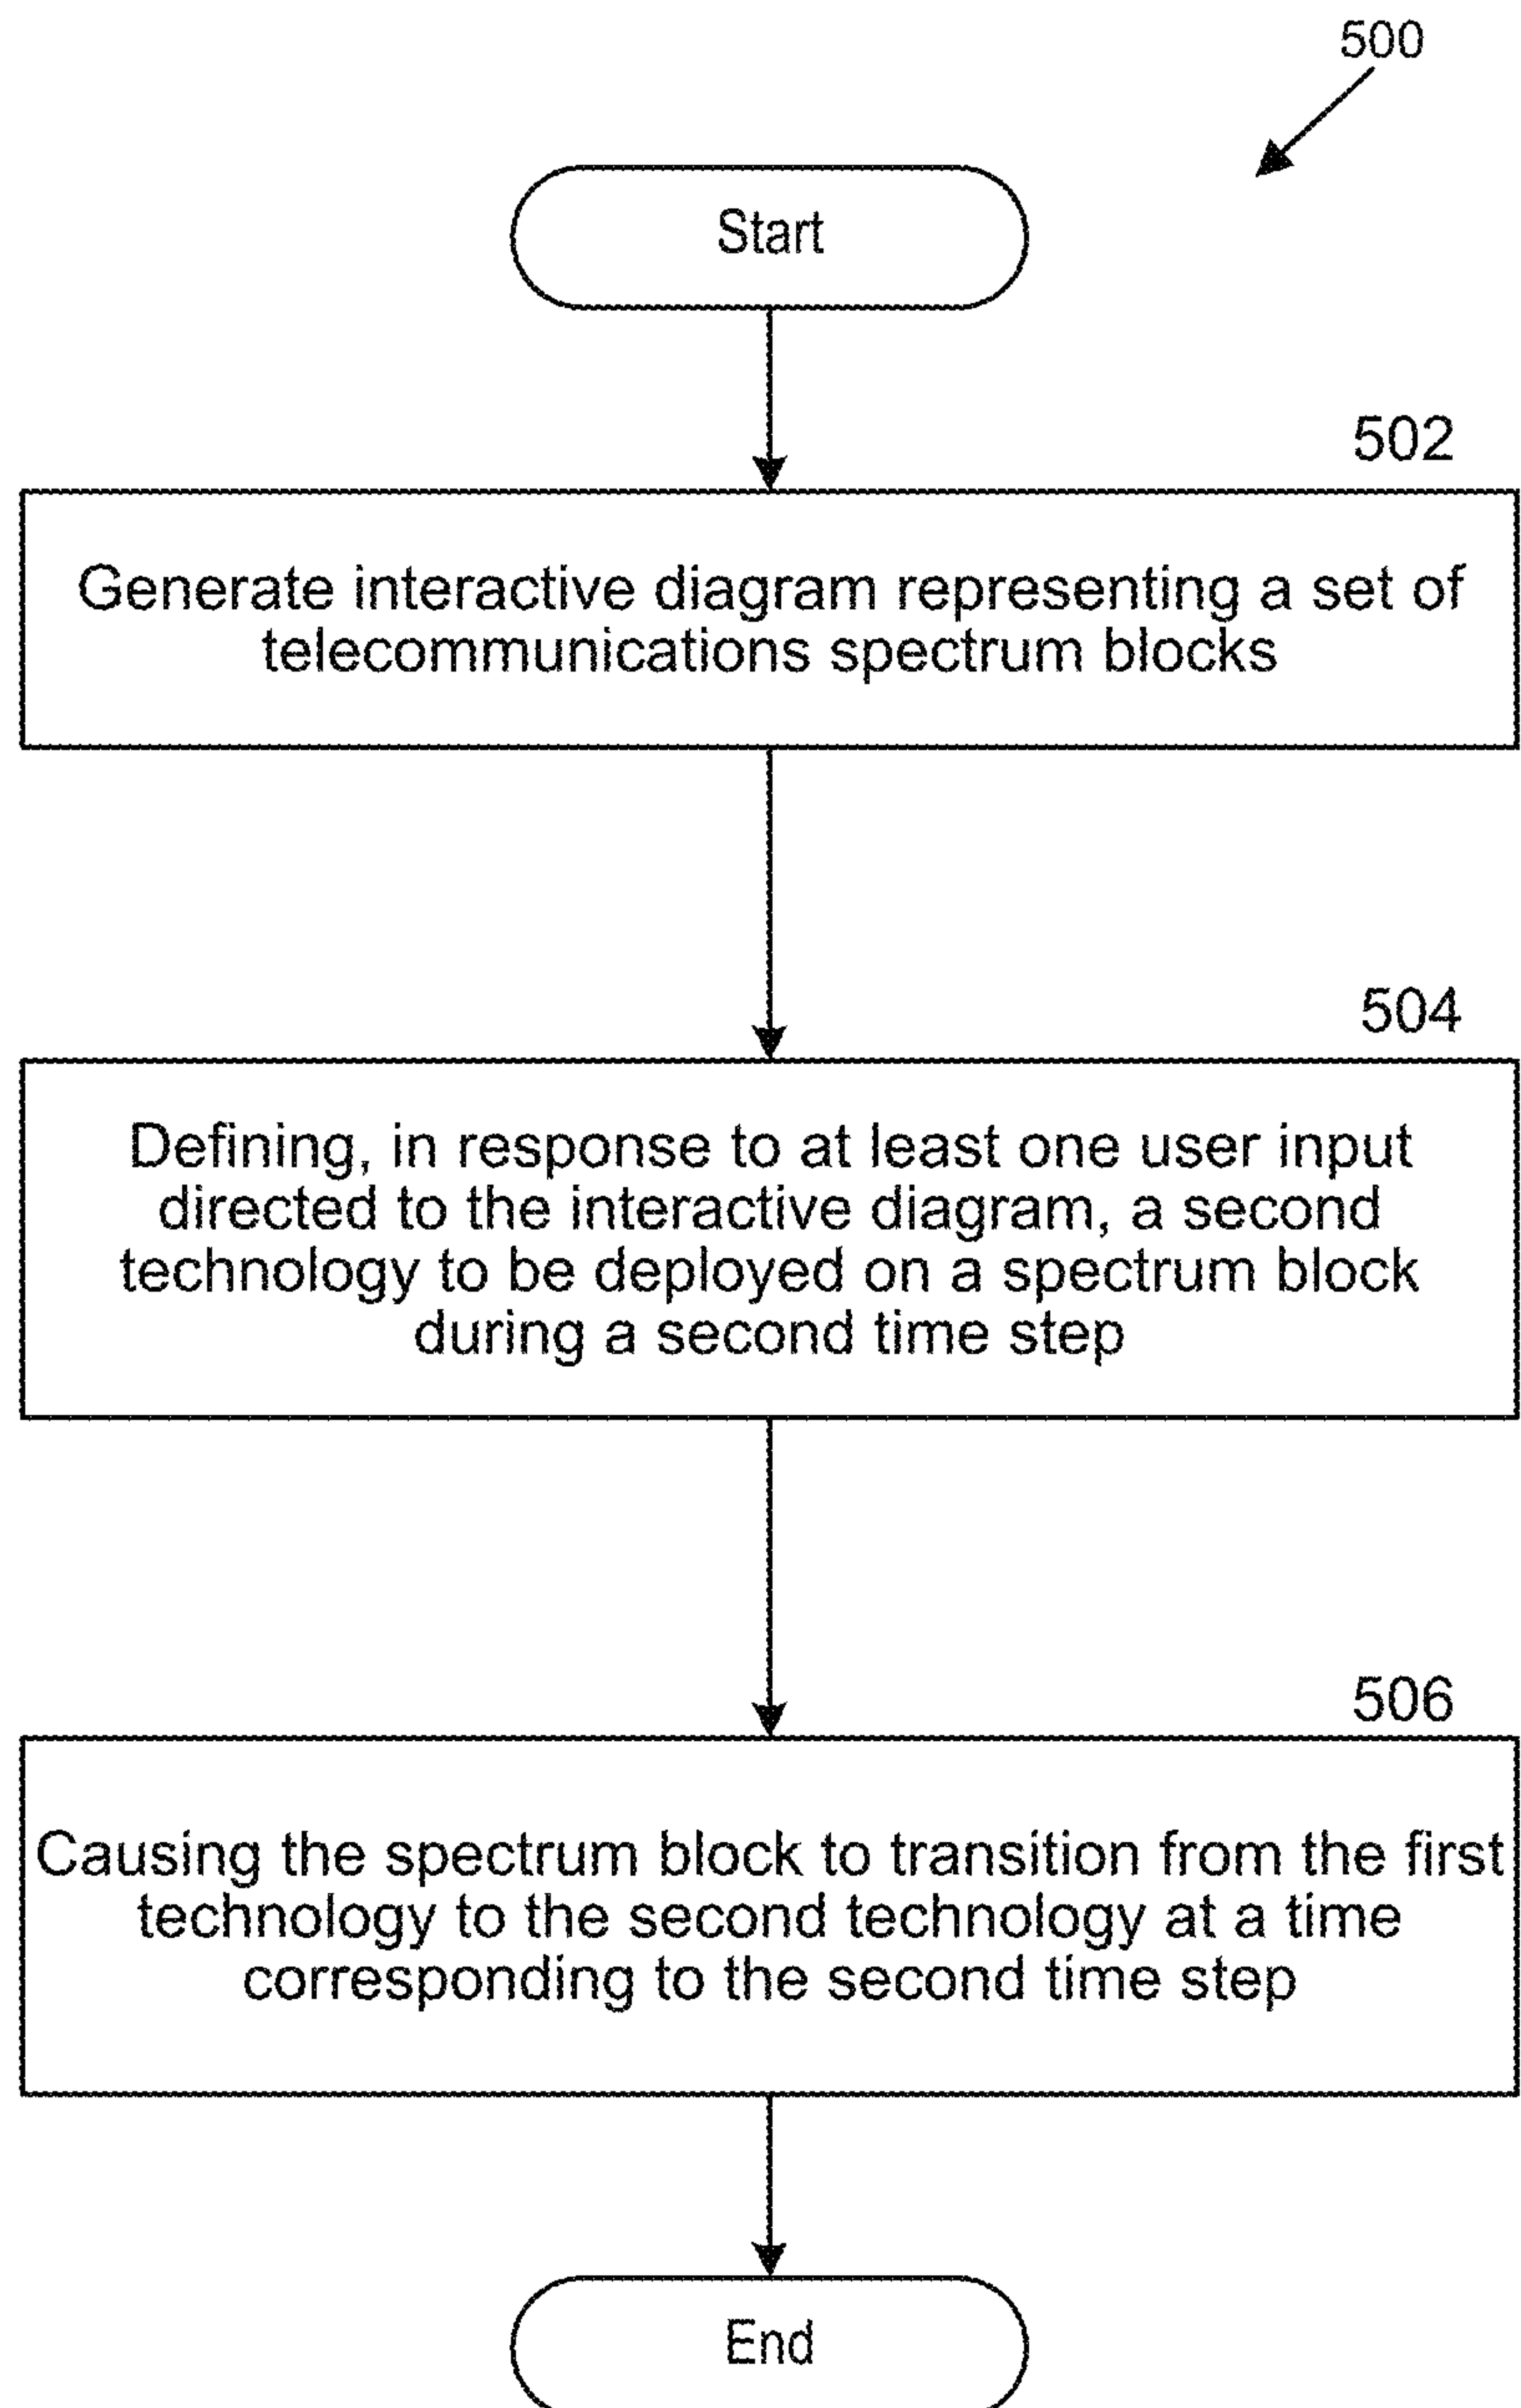 500
Start
502
Generate interactive diagram representing a set of
telecommunications spectrum blocks
504
Defining, in response to at least one user input
directed to the interactive diagram, a second
technology to be deployed on a spectrum block
during a second time step
506
Causing the spectrum block to transition from the first
technology to the second technology at a time
corresponding to the second time step
End